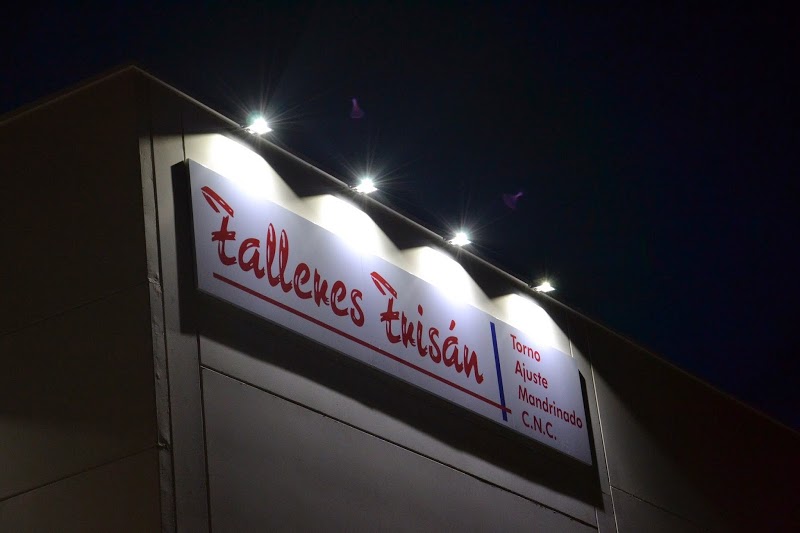 Talleres Trisán
Torno
Ajuste
Mandrinado
C.N.C.